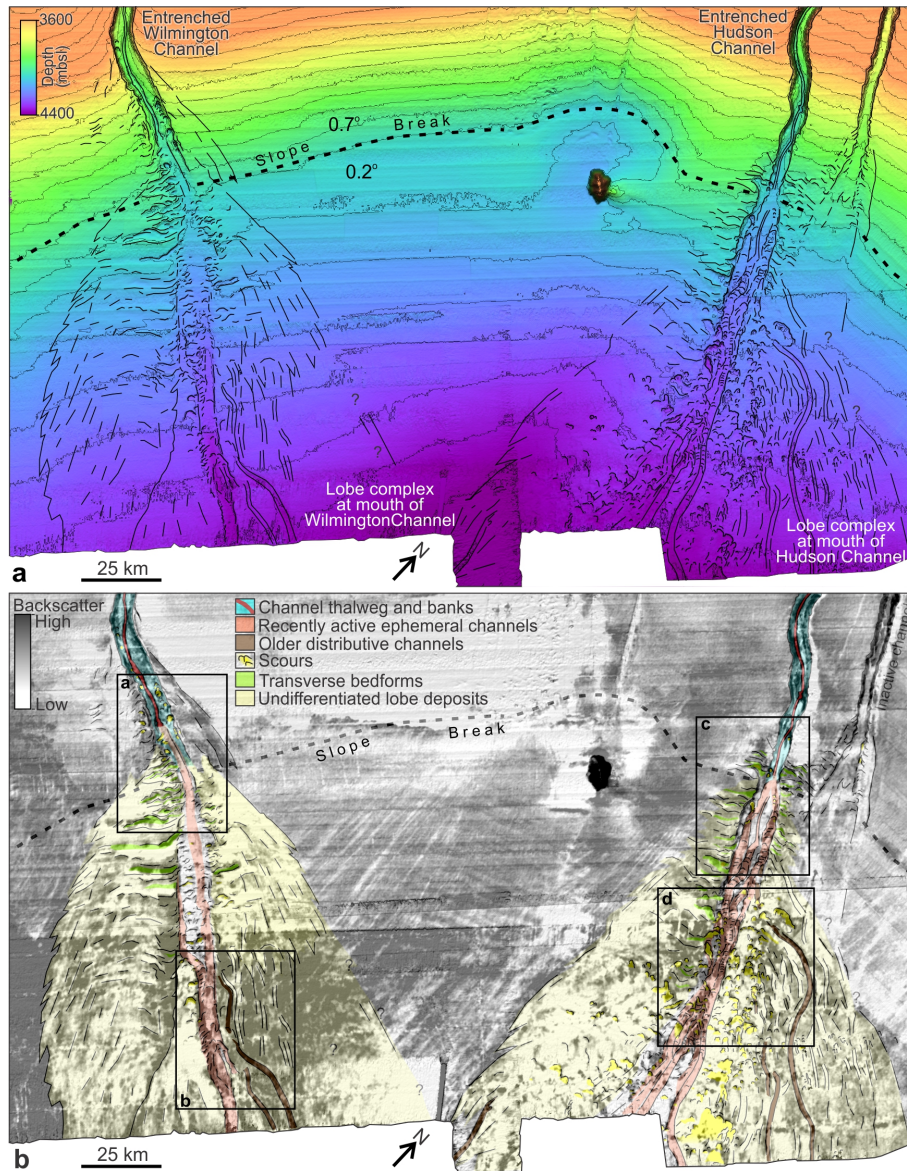 3600
Depth
(mbsl)
4400
Entrenched
Wilmington
Channel
Entrenched
Hudson
Channel
0.7°
Slope Break
0.2°
?
?
?
?
Lobe complex
at mouth of
WilmingtonChannel
Lobe complex
at mouth of
Hudson Channel
N
a
25 km
Backscatter
High
Low
Channel thalweg and banks
Recently active ephemeral channels
Older distributive channels
Scours
Transverse bedforms
Undifferentiated lobe deposits
Inactive channel
a
Slope Break
c
d
b
?
?
?
?
N
b
25 km